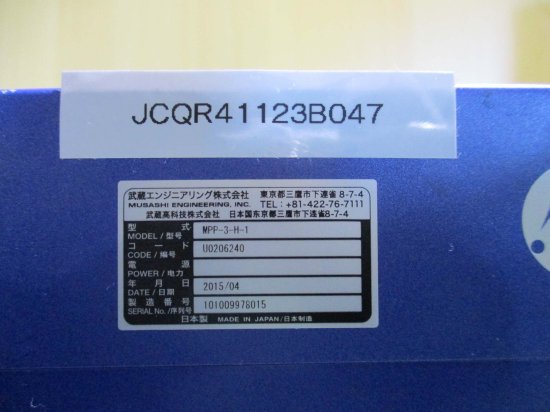 JCQR41123B047
武蔵エンジニアリング株式会社 東京都三鷹市下連雀8-7-4
MUSASHI ENGINEERING, INC. TEL : +81-422-76-7111
武蔵高科技株式会社 日本国东京都三鷹市下連雀8-7-4
型 式
MODEL / 型号 MPP-3-H-1
コード
CODE / 編号 U0206240
電 源
POWER / 电力
年 月 日
DATE / 日期 2015/04
製造番号
SERIAL No. / 序列号 101009976015
日本製 MADE IN JAPAN/日本制造